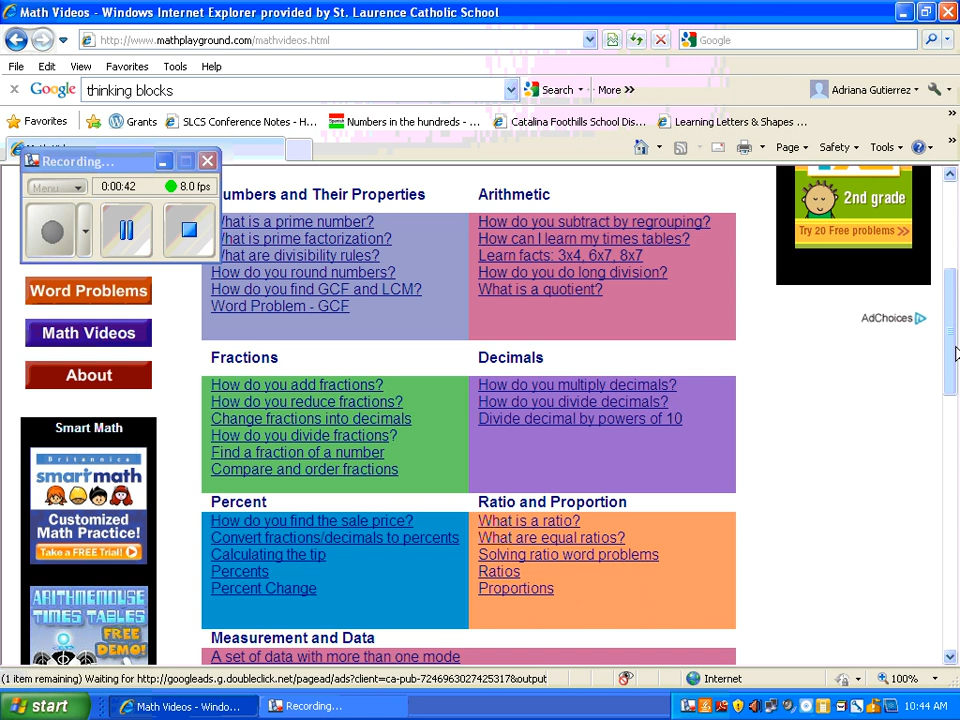 Math Videos - Windows Internet Explorer provided by St. Laurence Catholic School
http://www.mathplayground.com/mathvideos.html
Google
File Edit View Favorites Tools Help
Google thinking blocks Search More >> Adriana Gutierrez
Favorites Grants SLCS Conference Notes - H... Numbers in the hundreds - ... Catalina Foothills School Dis... Learning Letters & Shapes ...
Page Safety Tools
Recording...
Menu 0:00:42 8.0 fps
Numbers and Their Properties
What is a prime number?
What is prime factorization?
What are divisibility rules?
How do you round numbers?
How do you find GCF and LCM?
Word Problem - GCF
Arithmetic
How do you subtract by regrouping?
How can I learn my times tables?
Learn facts: 3x4, 6x7, 8x7
How do you do long division?
What is a quotient?
2nd grade
Try 20 Free problems >>
AdChoices
Word Problems
Math Videos
About
Fractions
How do you add fractions?
How do you reduce fractions?
Change fractions into decimals
How do you divide fractions?
Find a fraction of a number
Compare and order fractions
Decimals
How do you multiply decimals?
How do you divide decimals?
Divide decimal by powers of 10
Smart Math
Britannica
smartmath
Customized
Math Practice!
Take a FREE Trial!
ARITHMEMOUSE
TIMES TABLES
FREE
DEMO!
Percent
How do you find the sale price?
Convert fractions/decimals to percents
Calculating the tip
Percents
Percent Change
Ratio and Proportion
What is a ratio?
What are equal ratios?
Solving ratio word problems
Ratios
Proportions
Measurement and Data
A set of data with more than one mode
(1 item remaining) Waiting for http://googleads.g.doubleclick.net/pagead/ads?client=ca-pub-7246963027425317&output Internet 100%
start Math Videos - Windo... Recording... 10:44 AM